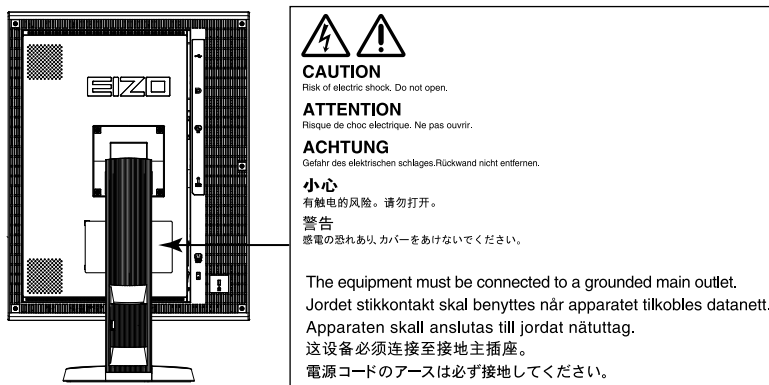 EIZO
CAUTION
Risk of electric shock. Do not open.
ATTENTION
Risque de choc electrique. Ne pas ouvrir.
ACHTUNG
Gefahr des elektrischen schlages.Rückwand nicht entfernen.
小心
有触电的风险。请勿打开。
警告
感電の恐れあり、カバーをあけないでください。
The equipment must be connected to a grounded main outlet.
Jordet stikkontakt skal benyttes når apparatet tilkobles datanett.
Apparaten skall anslutas till jordat nätuttag.
这设备必须连接至接地主插座。
電源コードのアースは必ず接地してください。